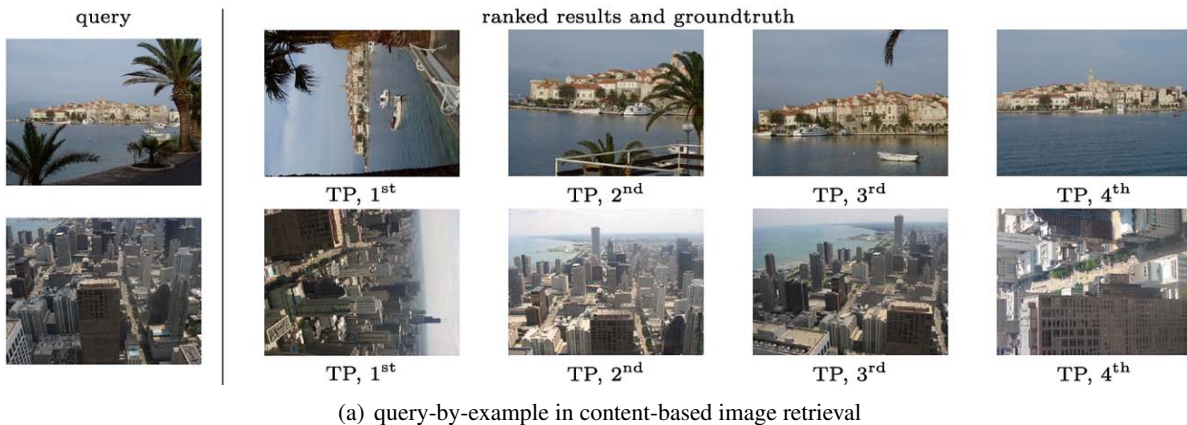 query ranked results and groundtruth
TP, 1st TP, 2nd TP, 3rd TP, 4th
TP, 1st TP, 2nd TP, 3rd TP, 4th
(a) query-by-example in content-based image retrieval